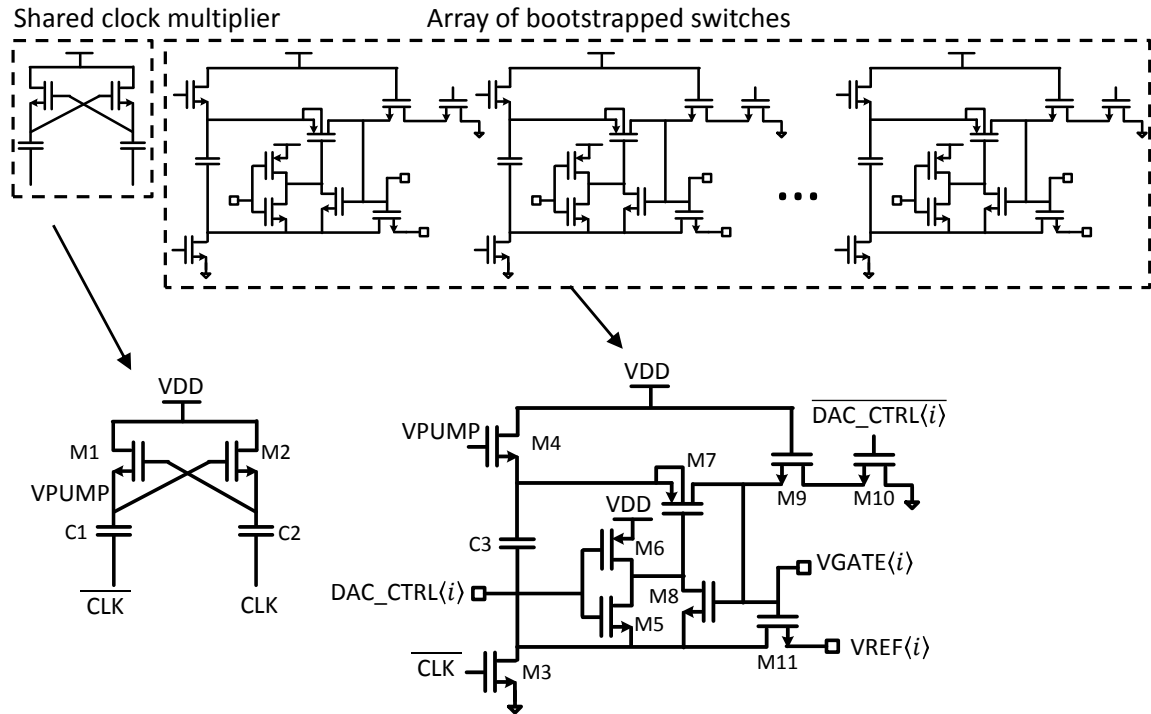 Shared clock multiplier
Array of bootstrapped switches
VDD
M1
M2
VPUMP
C1
C2
CLK
CLK
VDD
DAC_CTRL⟨i⟩
VPUMP
M4
M7
M9
M10
VDD
M6
C3
DAC_CTRL⟨i⟩
M8
M5
VGATE⟨i⟩
VREF⟨i⟩
M11
CLK
M3